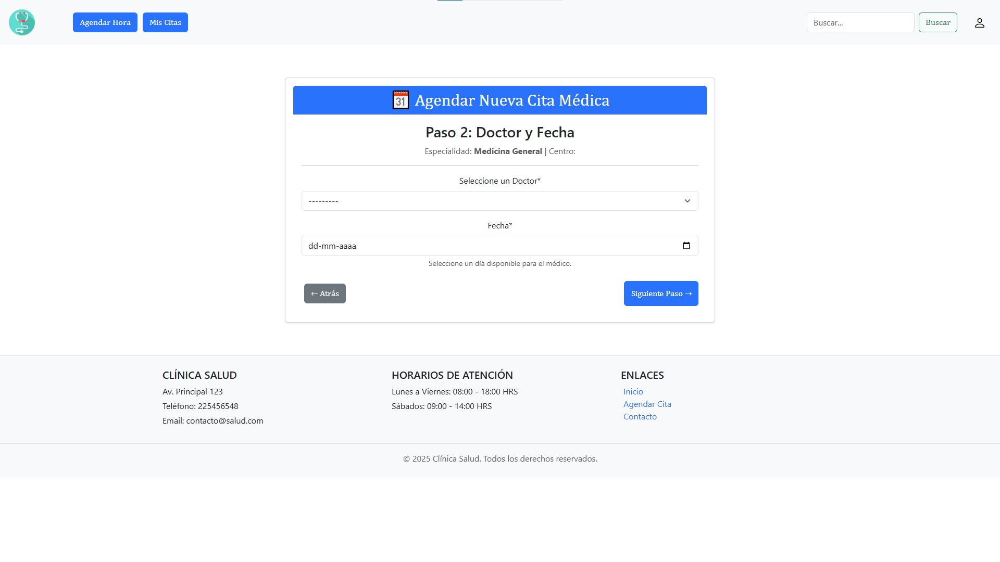 Agendar Hora
Mis Citas
Buscar...
Buscar
31 Agendar Nueva Cita Médica
Paso 2: Doctor y Fecha
Especialidad: Medicina General | Centro:
Seleccione un Doctor*
---------
Fecha*
dd-mm-aaaa
Seleccione un día disponible para el médico.
← Atrás
Siguiente Paso →
CLÍNICA SALUD
Av. Principal 123
Teléfono: 225456548
Email: contacto@salud.com
HORARIOS DE ATENCIÓN
Lunes a Viernes: 08:00 - 18:00 HRS
Sábados: 09:00 - 14:00 HRS
ENLACES
Inicio
Agendar Cita
Contacto
© 2025 Clínica Salud. Todos los derechos reservados.